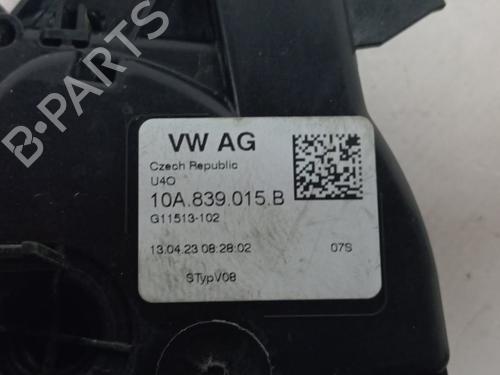 VW AG
Czech Republic
U4O
10A.839.015.B
G11513-102
13.04.23 08:28:02 07S
STypV08
B-PARTS